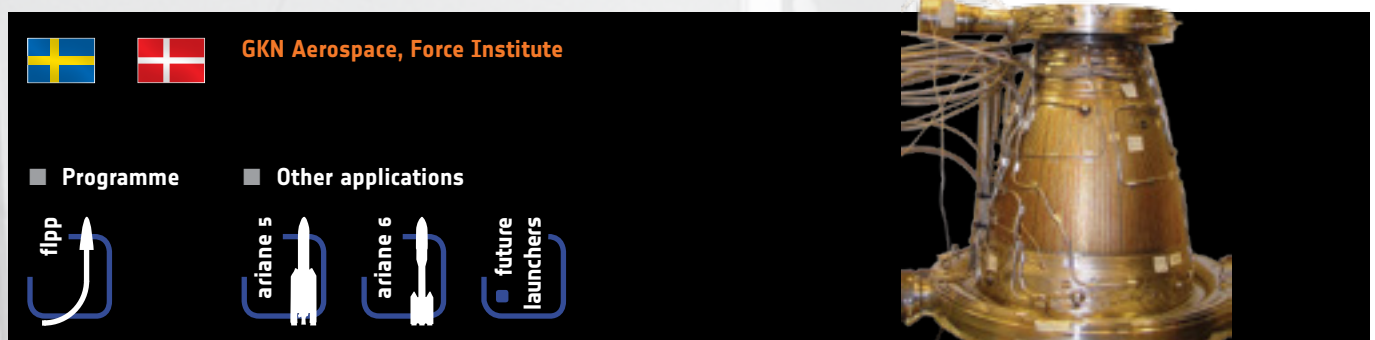 GKN Aerospace, Force Institute
Programme
Other applications
flpp
ariane 5
ariane 6
future
launchers